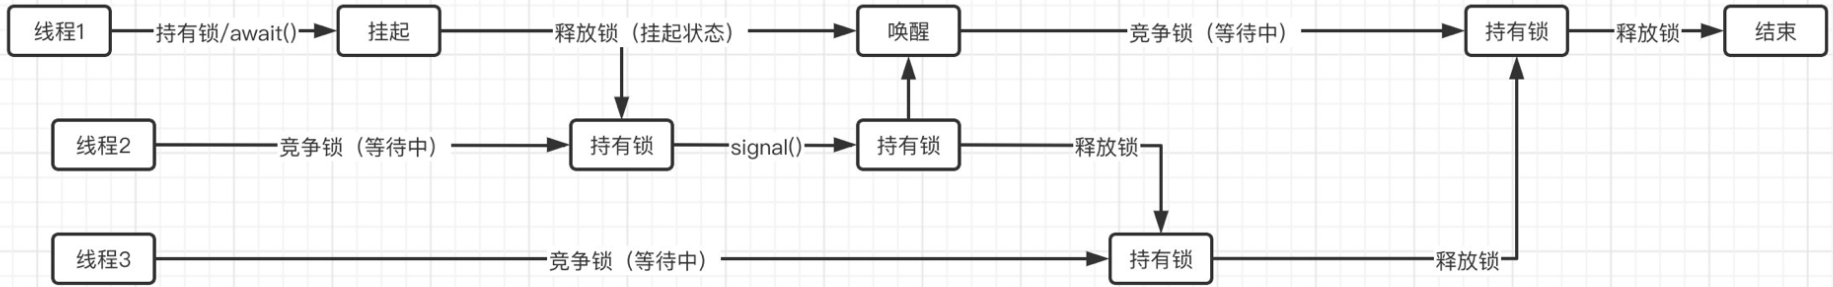 线程1
持有锁/await()
挂起
释放锁（挂起状态）
唤醒
竞争锁（等待中）
持有锁
释放锁
结束
线程2
竞争锁（等待中）
持有锁
signal()
持有锁
释放锁
线程3
竞争锁（等待中）
持有锁
释放锁